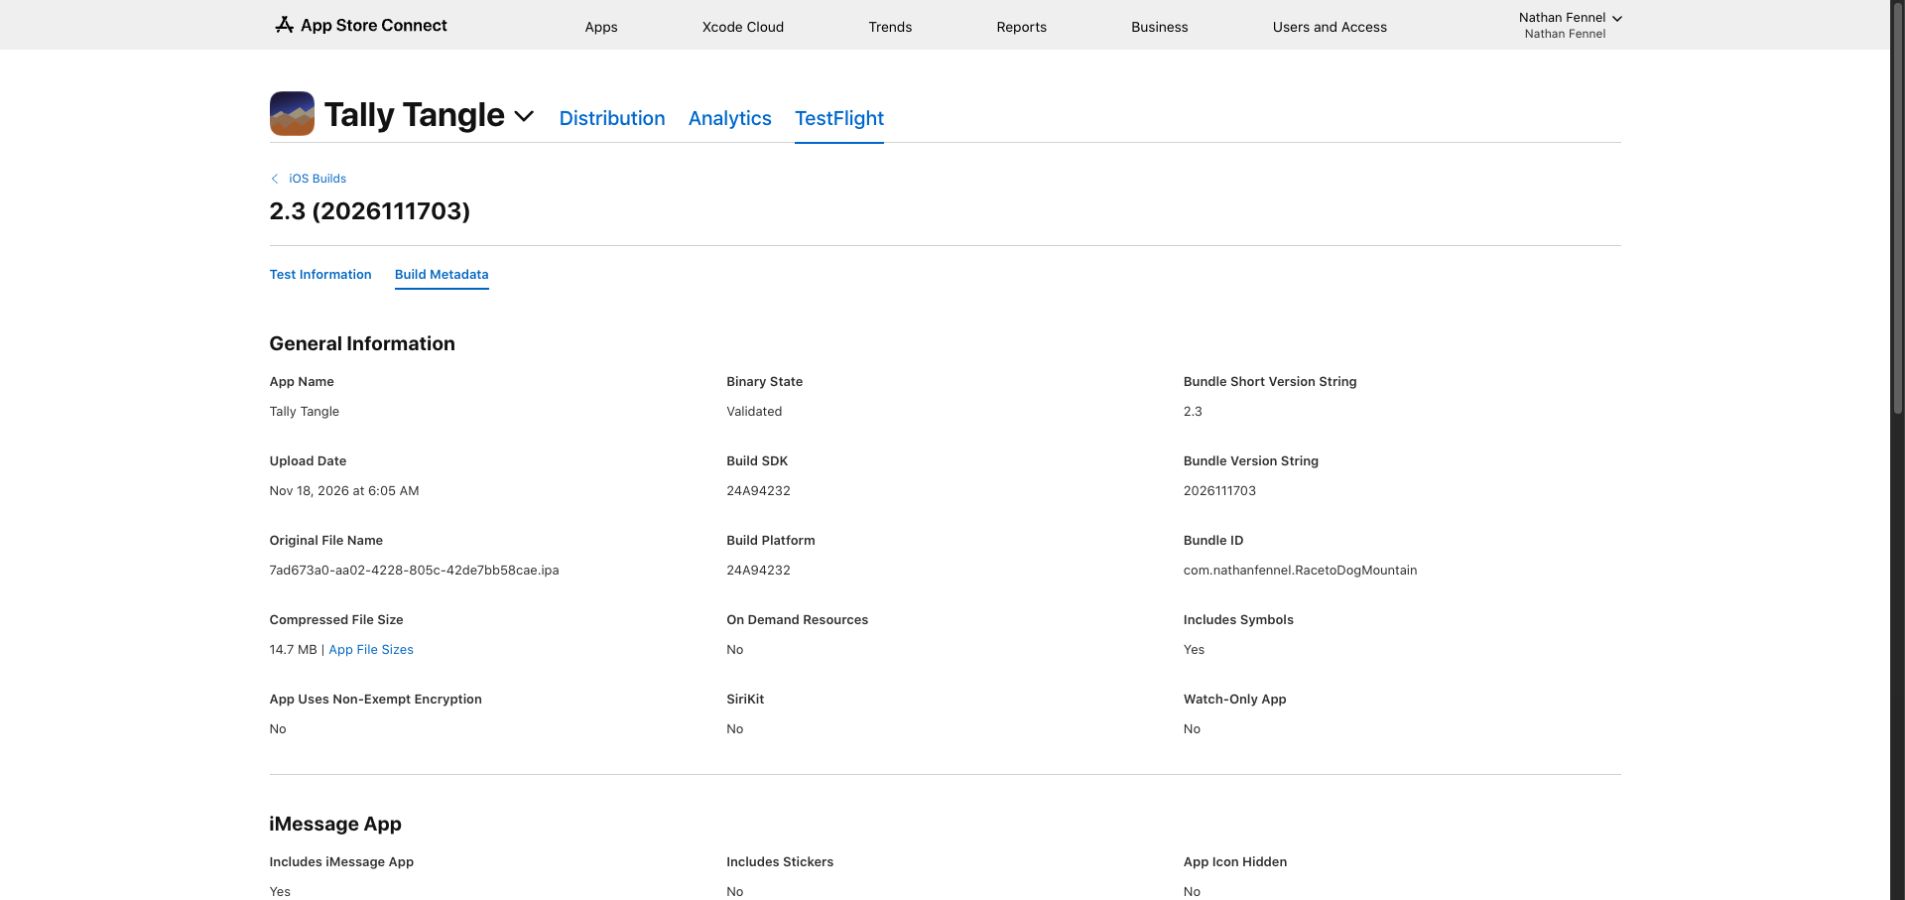 App Store Connect
Apps
Xcode Cloud
Trends
Reports
Business
Users and Access
Nathan Fennel
Nathan Fennel
Tally Tangle
Distribution
Analytics
TestFlight
iOS Builds
2.3 (2026111703)
Test Information
Build Metadata
General Information
App Name
Binary State
Bundle Short Version String
Tally Tangle
Validated
2.3
Upload Date
Build SDK
Bundle Version String
Nov 18, 2026 at 6:05 AM
24A94232
2026111703
Original File Name
Build Platform
Bundle ID
7ad673a0-aa02-4228-805c-42de7bb58cae.ipa
24A94232
com.nathanfennel.RacetoDogMountain
Compressed File Size
On Demand Resources
Includes Symbols
14.7 MB | App File Sizes
No
Yes
App Uses Non-Exempt Encryption
SiriKit
Watch-Only App
No
No
No
iMessage App
Includes iMessage App
Includes Stickers
App Icon Hidden
Yes
No
No